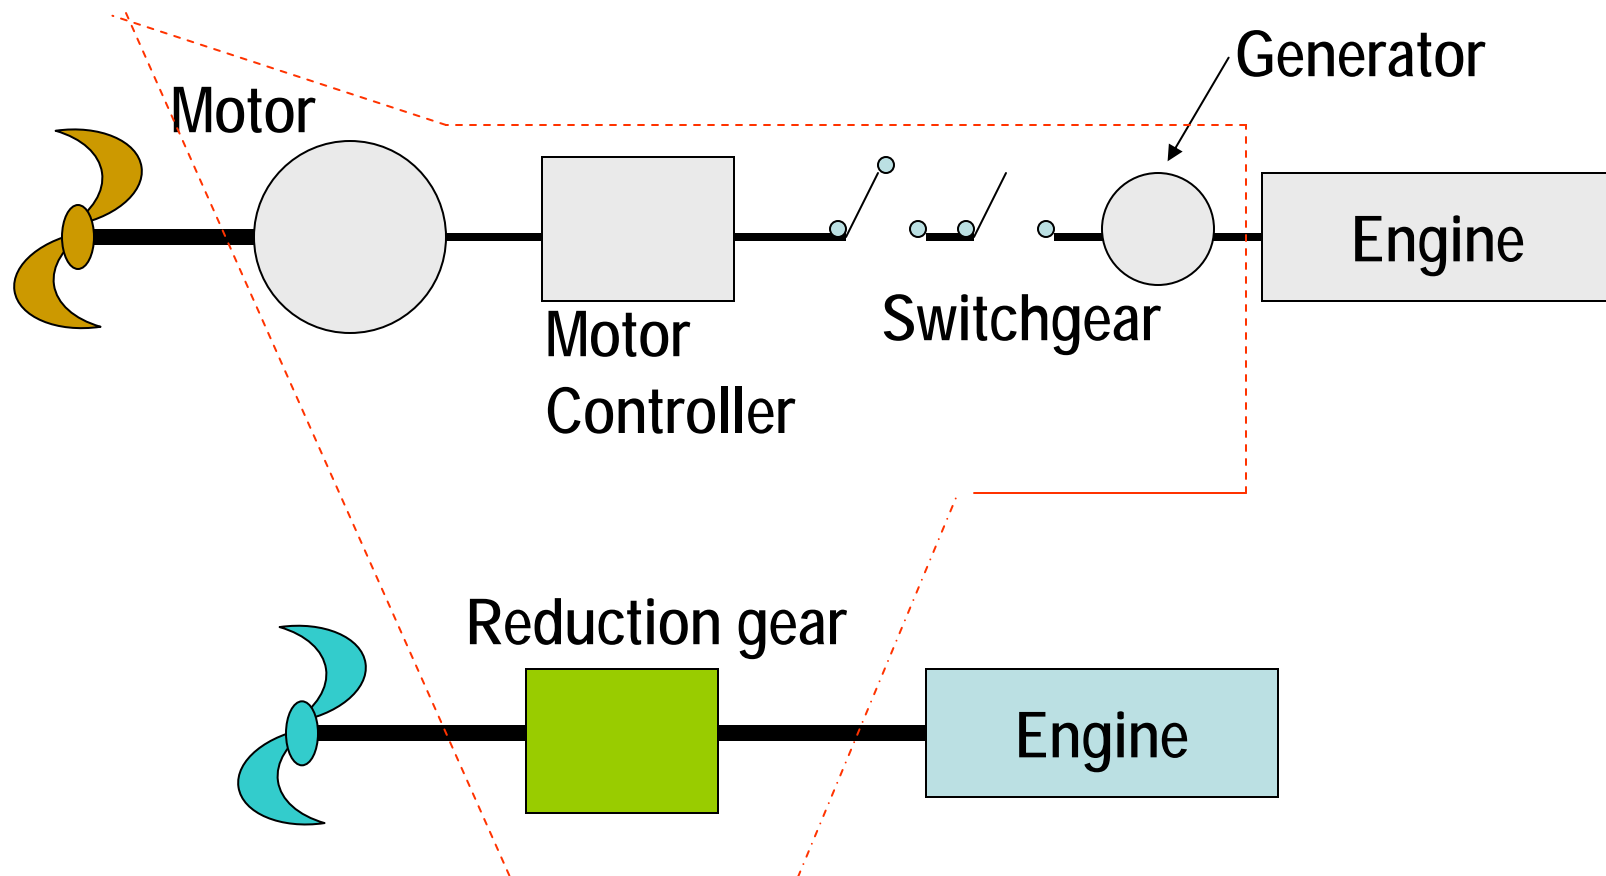 Generator
Motor
Engine
Switchgear
Motor
Controller
Reduction gear
Engine